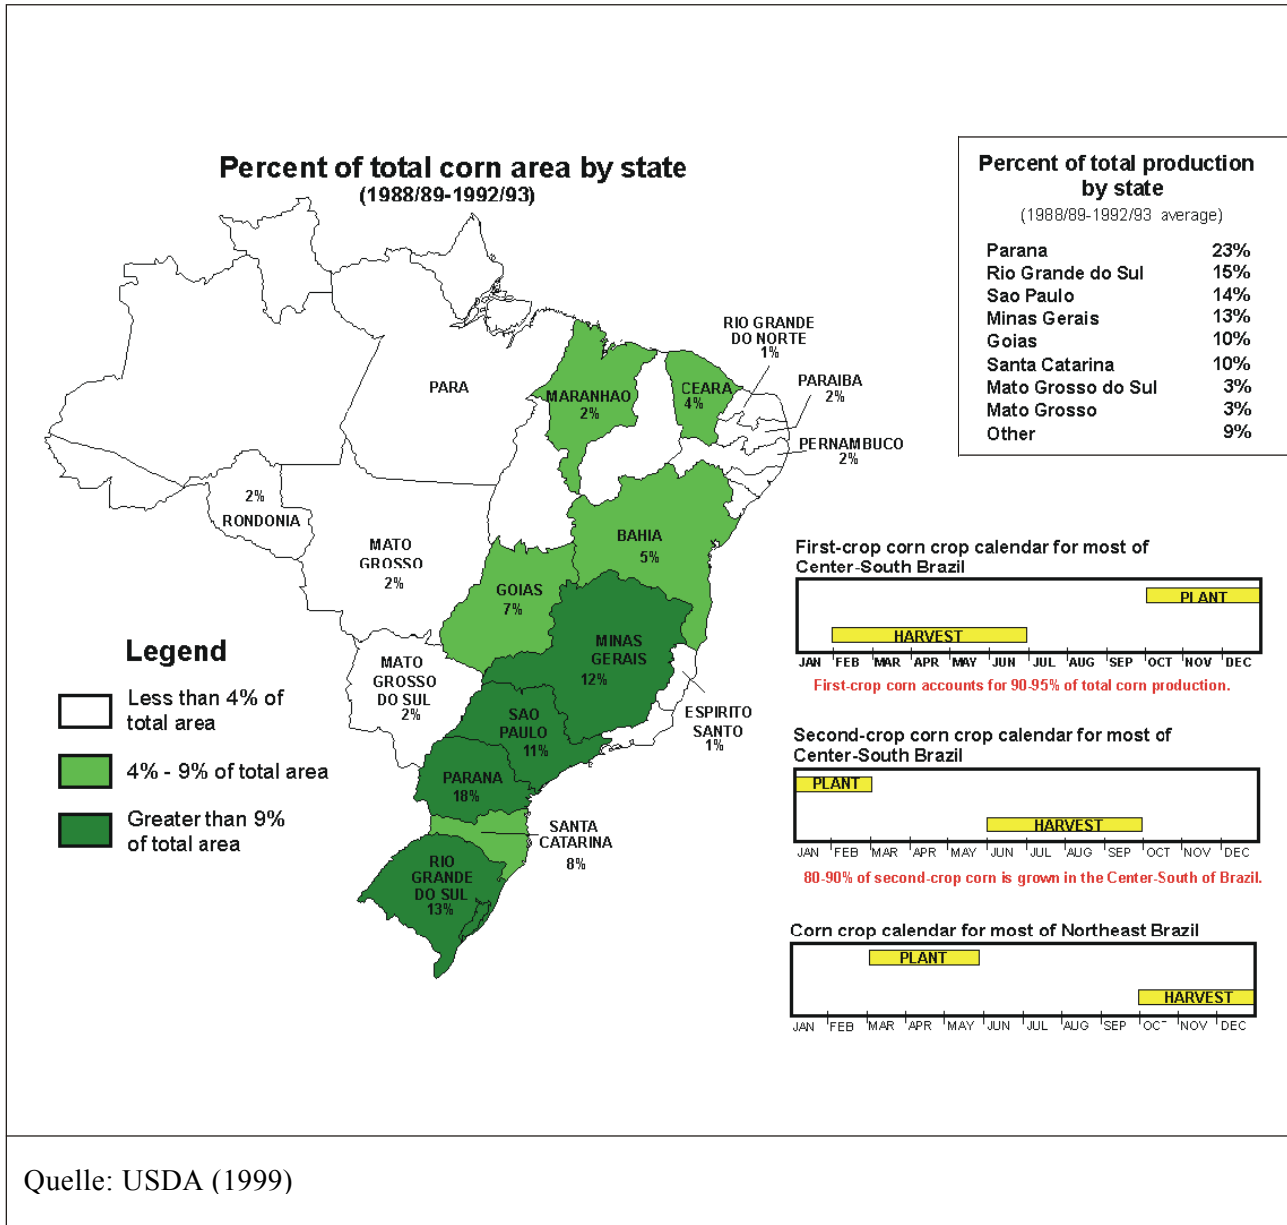 Percent of total corn area by state
(1988/89-1992/93)
PARA
MARANHAO
2%
CEARA
4%
RIO GRANDE
DO NORTE
1%
PARAIBA
2%
PERNAMBUCO
2%
2%
RONDONIA
MATO
GROSSO
2%
BAHIA
5%
GOIAS
7%
MINAS
GERAIS
12%
MATO
GROSSO
DO SUL
2%
SAO
PAULO
11%
ESPIRITO
SANTO
1%
PARANA
18%
SANTA
CATARINA
8%
RIO
GRANDE
DO SUL
13%
Legend
Less than 4% of
total area
4% - 9% of total area
Greater than 9%
of total area
Percent of total production
by state
(1988/89-1992/93 average)
Parana 23%
Rio Grande do Sul 15%
Sao Paulo 14%
Minas Gerais 13%
Goias 10%
Santa Catarina 10%
Mato Grosso do Sul 3%
Mato Grosso 3%
Other 9%
First-crop corn crop calendar for most of
Center-South Brazil
PLANT
HARVEST
JAN FEB MAR APR MAY JUN JUL AUG SEP OCT NOV DEC
First-crop corn accounts for 90-95% of total corn production.
Second-crop corn crop calendar for most of
Center-South Brazil
PLANT
HARVEST
JAN FEB MAR APR MAY JUN JUL AUG SEP OCT NOV DEC
80-90% of second-crop corn is grown in the Center-South of Brazil.
Corn crop calendar for most of Northeast Brazil
PLANT
HARVEST
JAN FEB MAR APR MAY JUN JUL AUG SEP OCT NOV DEC
Quelle: USDA (1999)